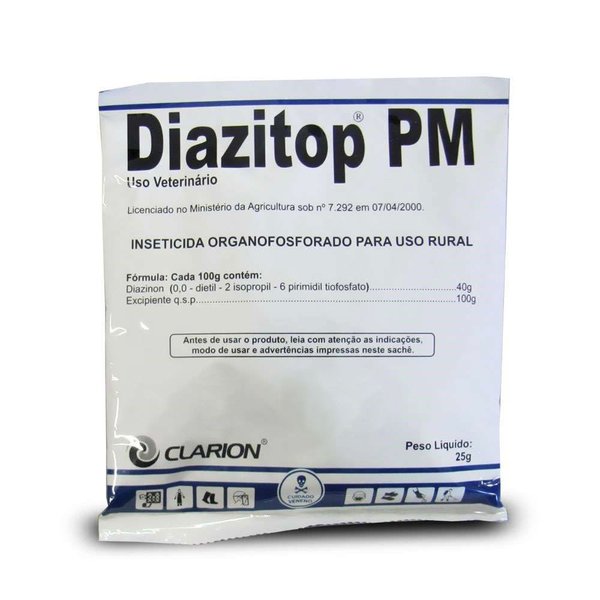 Diazitop® PM
Uso Veterinário
Licenciado no Ministério da Agricultura sob nº 7.292 em 07/04/2000.
INSETICIDA ORGANOFOSFORADO PARA USO RURAL
Fórmula: Cada 100g contém:
Diazinon (0,0 - dietil - 2 isopropil - 6 pirimidil tiofosfato)........................ 40g
Excipiente q.s.p........................................................................100g
Antes de usar o produto, leia com atenção as indicações,
modo de usar e advertências impressas neste sachê.
CLARION®
Peso Liquido:
25g
CUIDADO
VENENO